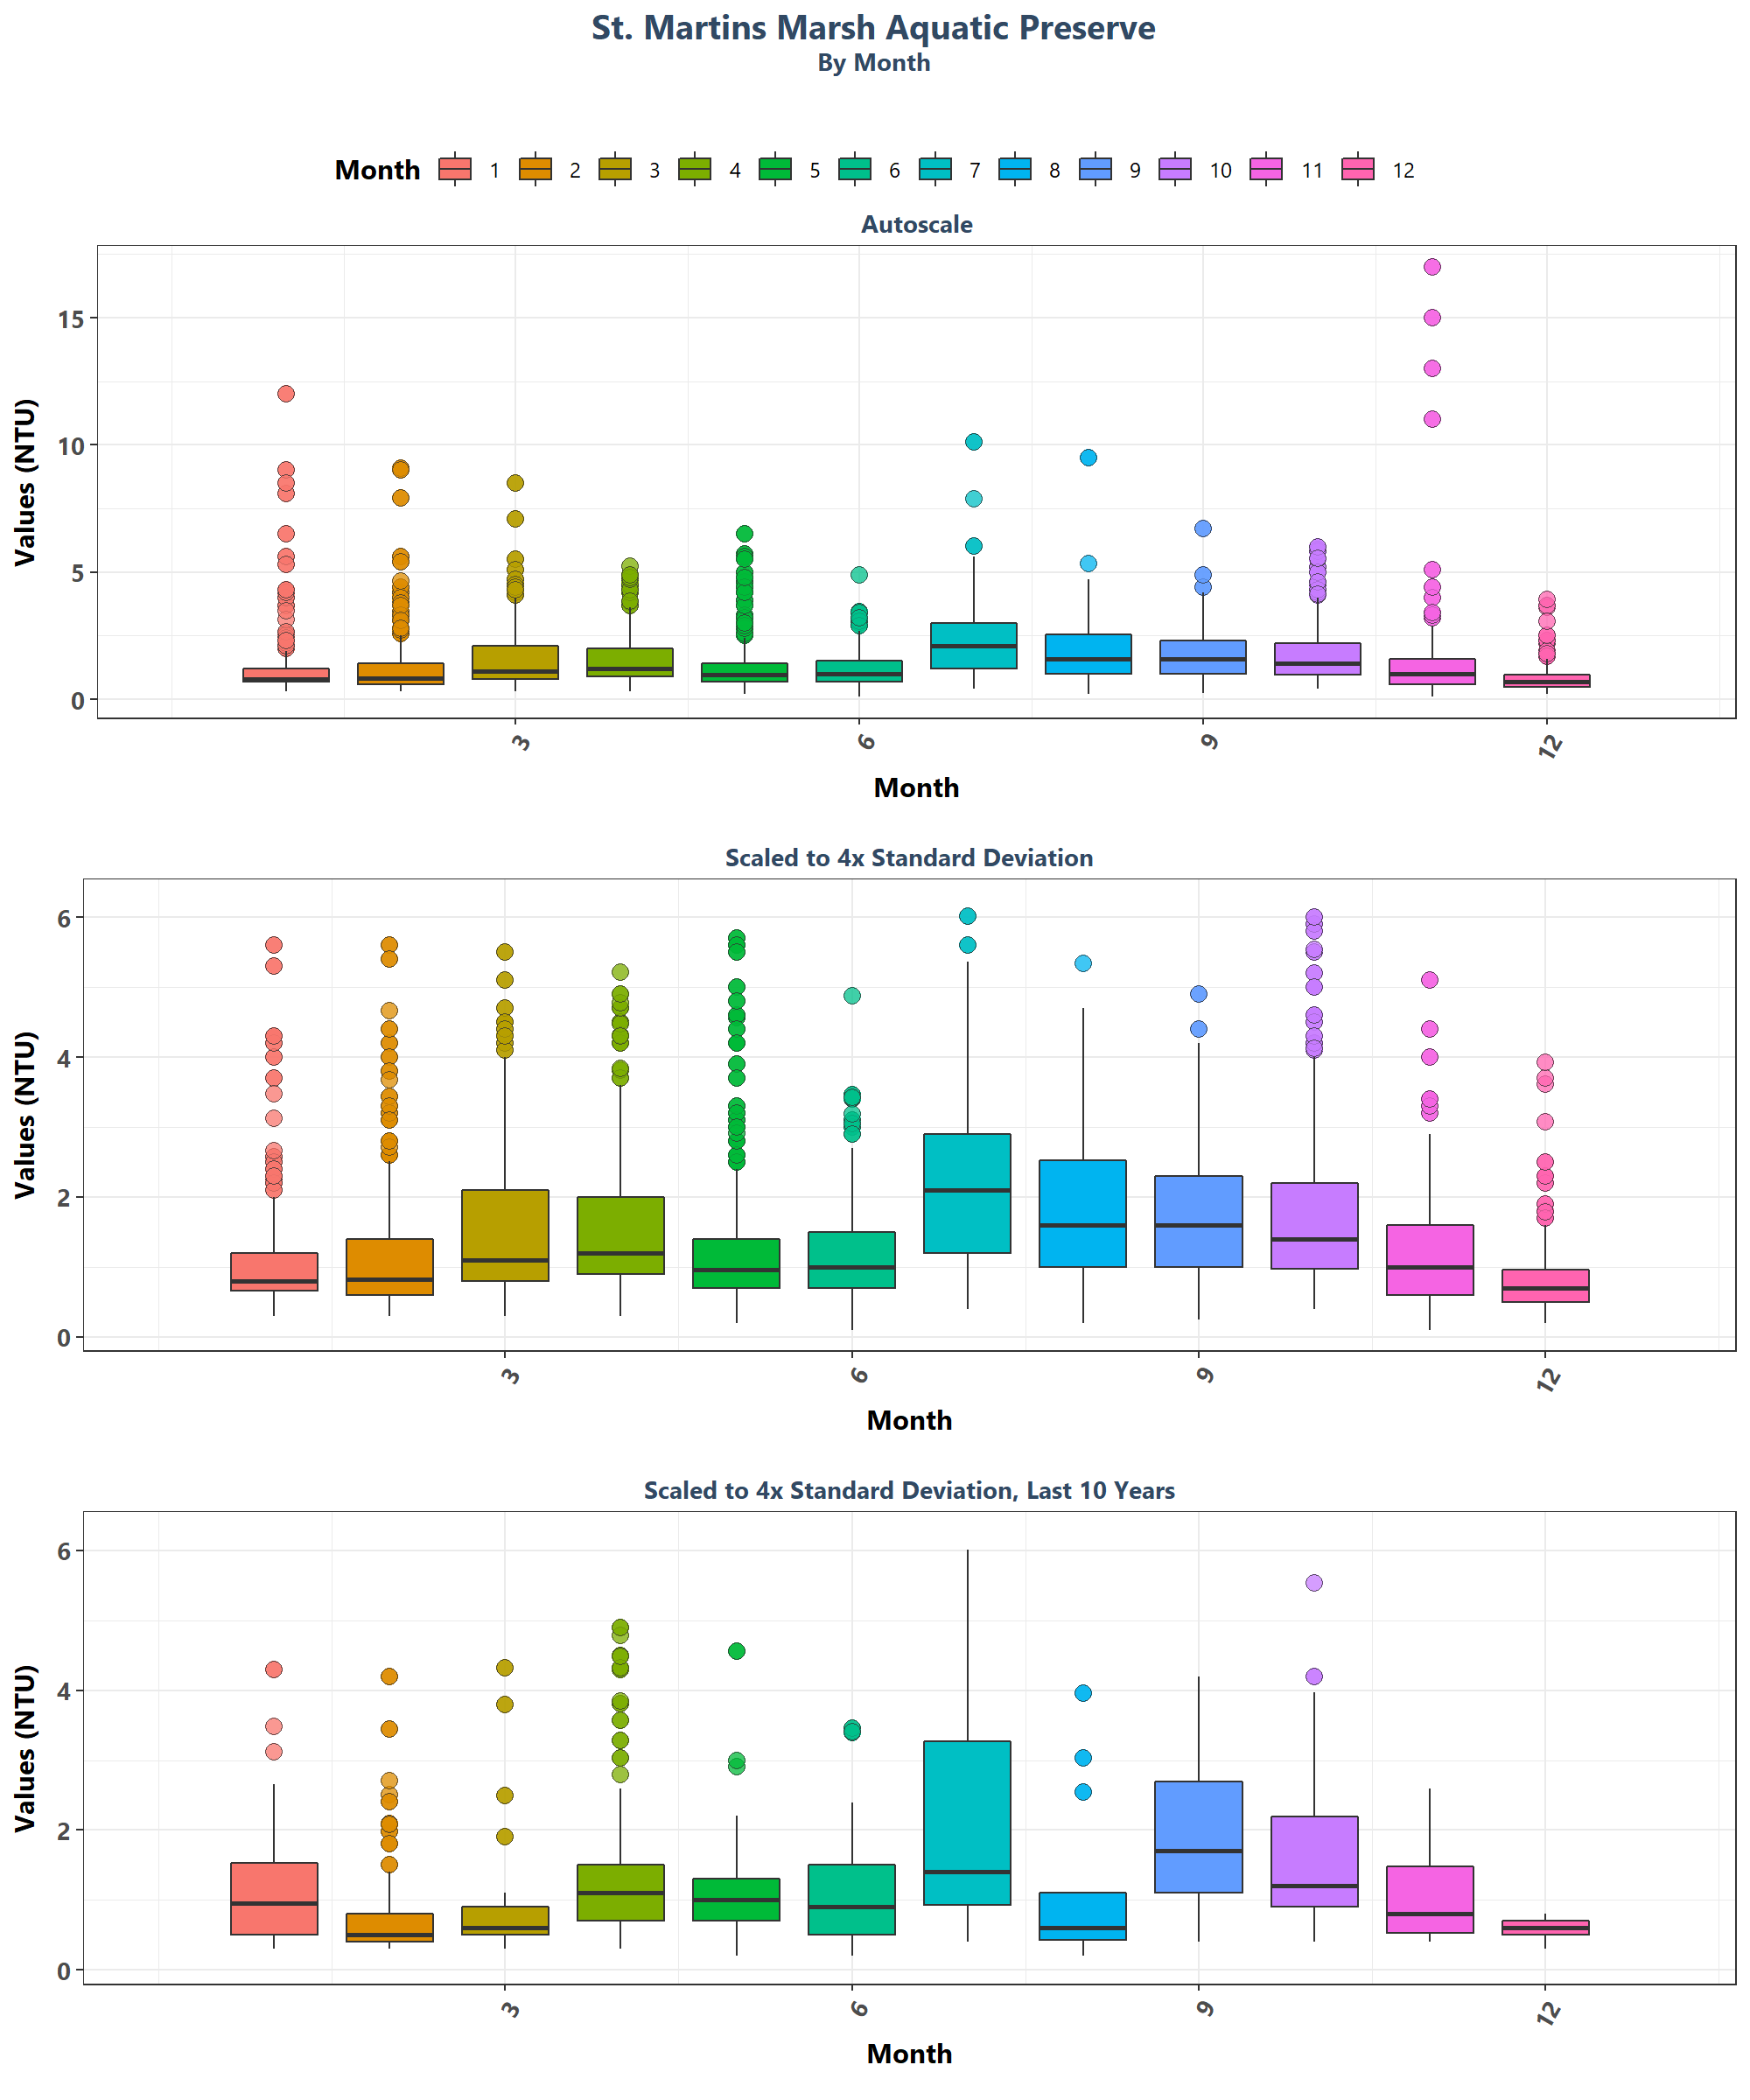 St. Martins Marsh Aquatic Preserve
By Month
Month 1 2 3 4 5 6 7 8 9 10 11 12
Autoscale
Values (NTU)
15
10
5
0
3 6 9 12
Month
Scaled to 4x Standard Deviation
Values (NTU)
6
4
2
0
3 6 9 12
Month
Scaled to 4x Standard Deviation, Last 10 Years
Values (NTU)
6
4
2
0
3 6 9 12
Month